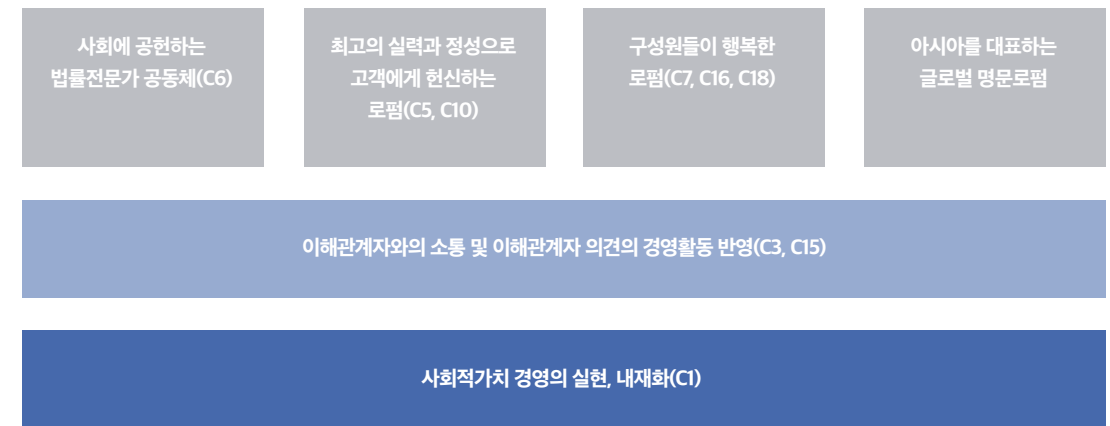 사회에 공헌하는
법률전문가 공동체(C6)
최고의 실력과 정성으로
고객에게 헌신하는
로펌(C5, C10)
구성원들이 행복한
로펌(C7, C16, C18)
아시아를 대표하는
글로벌 명문로펌
이해관계자와의 소통 및 이해관계자 의견의 경영활동 반영(C3, C15)
사회적가치 경영의 실현, 내재화(C1)